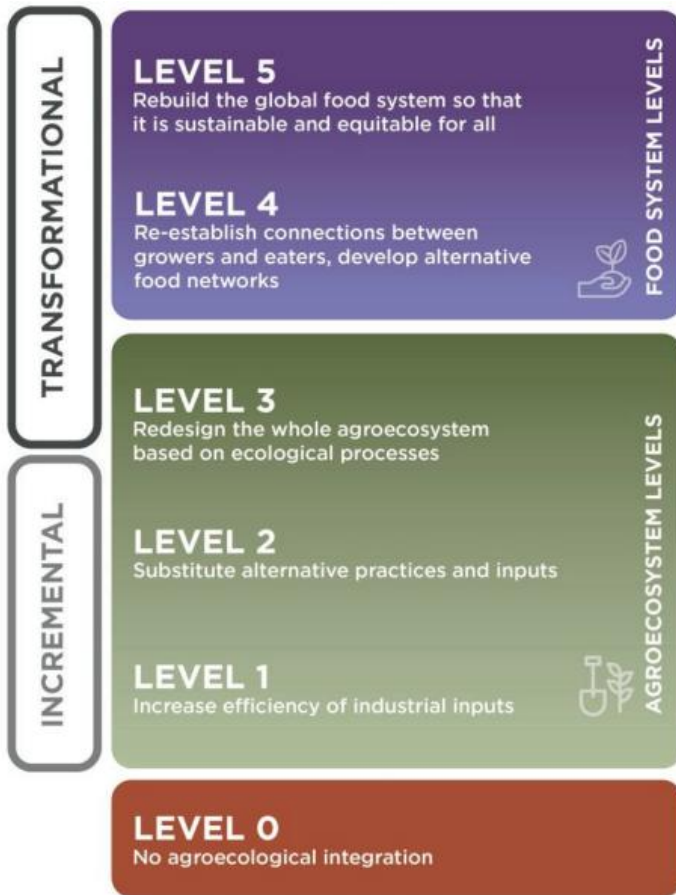 TRANSFORMATIONAL
LEVEL 5
Rebuild the global food system so that
it is sustainable and equitable for all
LEVEL 4
Re-establish connections between
growers and eaters, develop alternative
food networks
FOOD SYSTEM LEVELS
INCREMENTAL
LEVEL 3
Redesign the whole agroecosystem
based on ecological processes
LEVEL 2
Substitute alternative practices and inputs
LEVEL 1
Increase efficiency of industrial inputs
AGROECOSYSTEM LEVELS
LEVEL 0
No agroecological integration